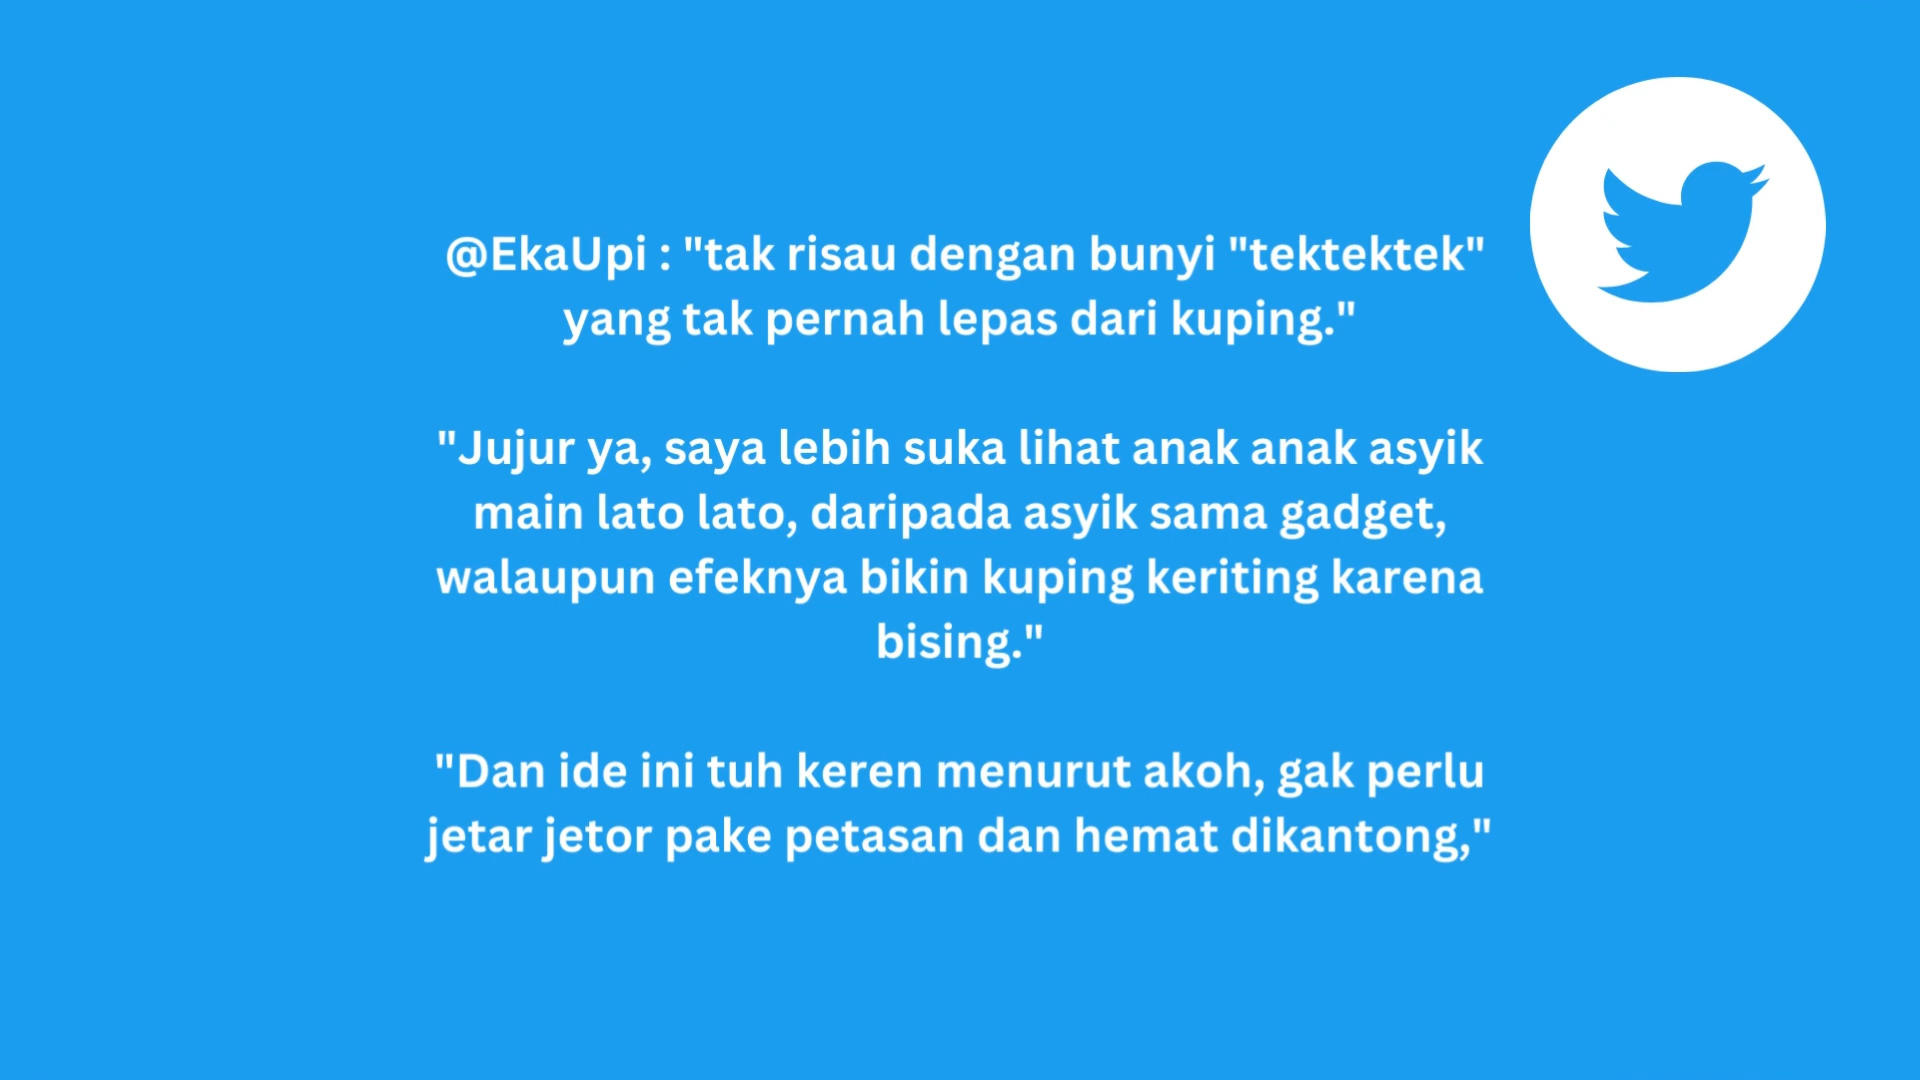 @EkaUpi : "tak risau dengan bunyi "tektektek"
yang tak pernah lepas dari kuping."
"Jujur ya, saya lebih suka lihat anak anak asyik
main lato lato, daripada asyik sama gadget,
walaupun efeknya bikin kuping keriting karena
bising."
"Dan ide ini tuh keren menurut akoh, gak perlu
jetar jetor pake petasan dan hemat dikantong,"